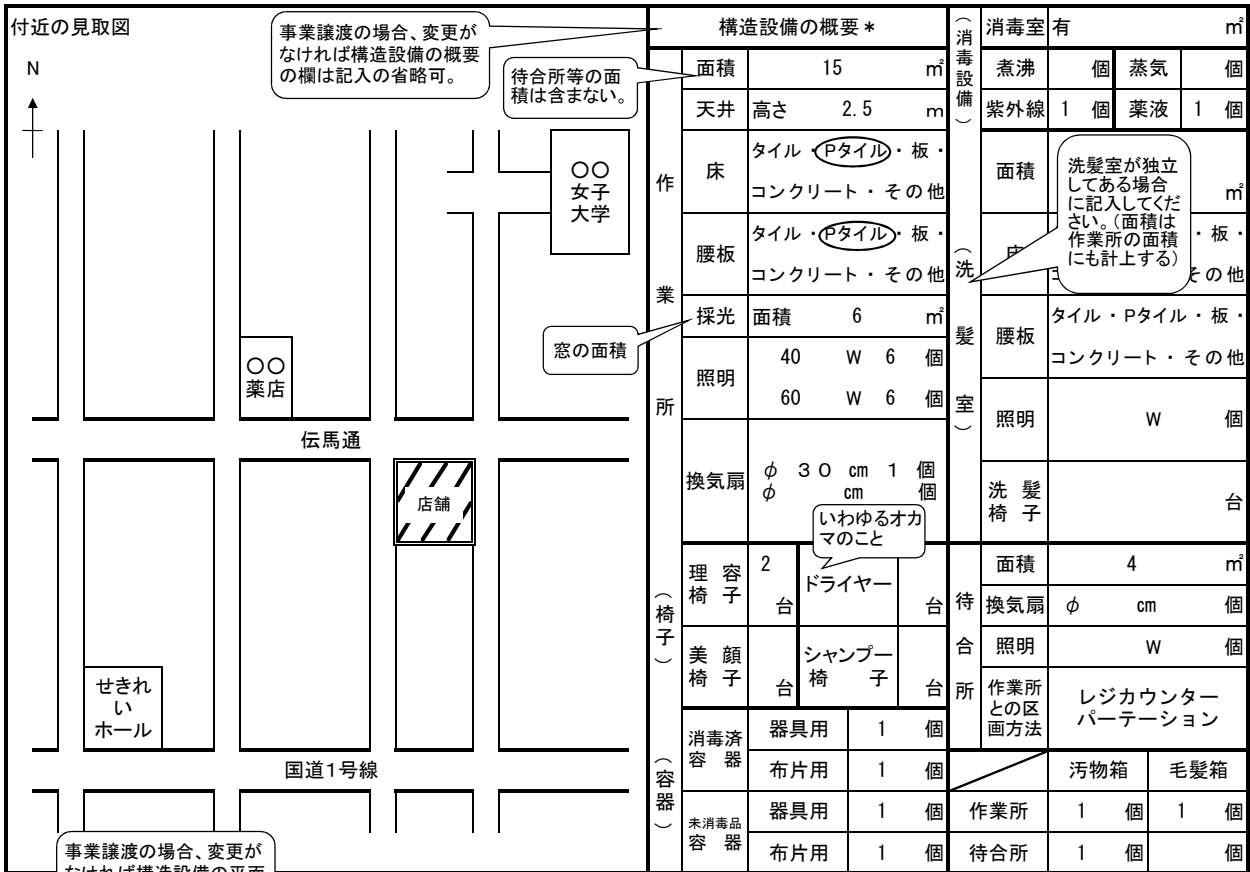 付近の見取図
事業譲渡の場合、変更が
なければ構造設備の概要
の欄は記入の省略可。
N
待合所等の面
積は含まない。
〇〇
女子
大学
窓の面積
〇〇
薬店
伝馬通
店舗
せきれ
い
ホール
国道1号線
事業譲渡の場合、変更が
構造設備の概要*
作業所
面積 15 ㎡
天井 高さ 2.5 m
床 タイル・Pタイル・板・
コンクリート・その他
腰板 タイル・Pタイル・板・
コンクリート・その他
採光 面積 6 ㎡
照明 40 W 6 個
60 W 6 個
換気扇 φ 30 cm 1 個
φ cm 個
いわゆるオカ
マのこと
(椅子)
理容
椅子 2 台
ドライヤー 台
美顔
椅子 台
シャンプー
椅子 台
(容器)
消毒済
容器
器具用 1 個
布片用 1 個
未消毒品
容器
器具用 1 個
布片用 1 個
(消毒設備)
消毒室 有 ㎡
煮沸 個 蒸気 個
紫外線 1 個 薬液 1 個
(洗髪室)
面積 ㎡
洗髪室が独立
してある場合
に記入してくだ
さい。(面積は
作業所の面積
にも計上する)
・板・
その他
腰板 タイル・Pタイル・板・
コンクリート・その他
照明 W 個
洗髪
椅子 台
待合所
面積 4 ㎡
換気扇 φ cm 個
照明 W 個
作業所
との区
画方法
レジカウンター
パーテーション
汚物箱 毛髪箱
作業所 1 個 1 個
待合所 1 個 個